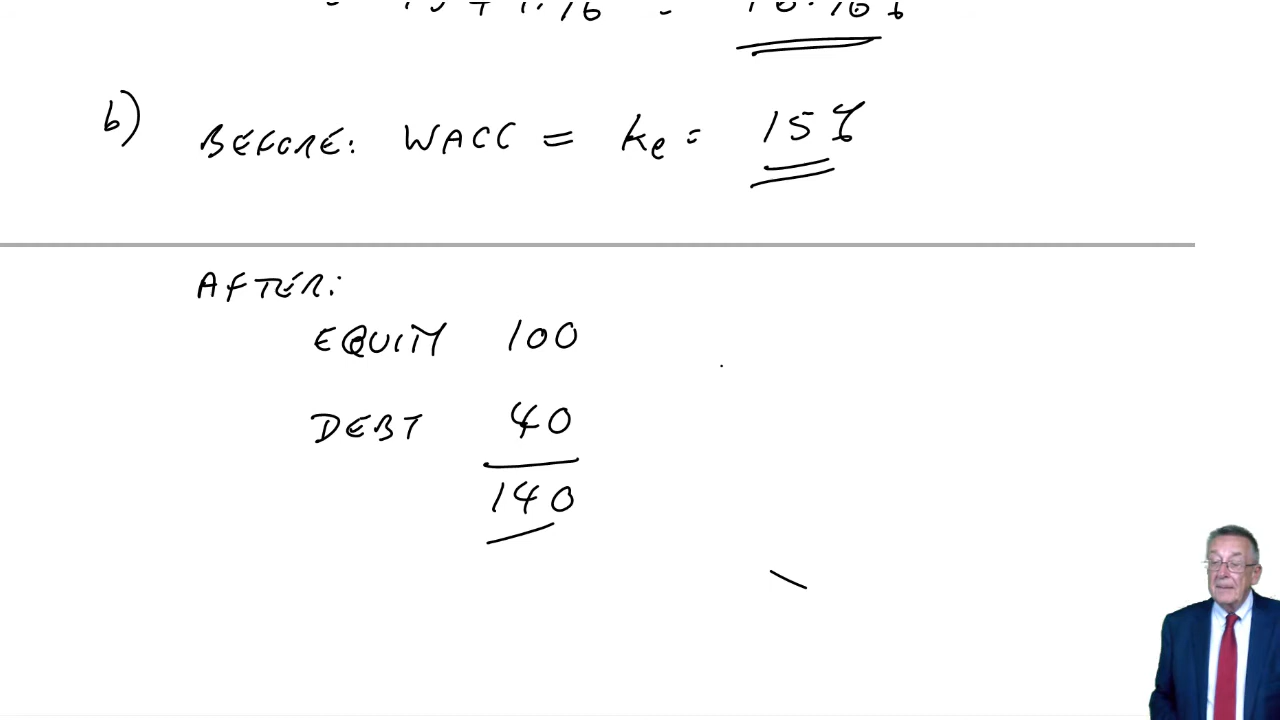 b) BEFORE: WACC = ke = 15%
AFTER:
EQUITY 100
DEBT 40
140